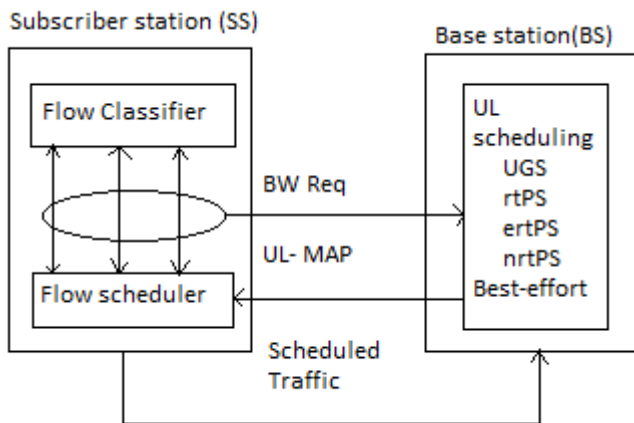 Subscriber station (SS)
Base station(BS)
Flow Classifier
Flow scheduler
BW Req
UL- MAP
Scheduled
Traffic
UL
scheduling
UGS
rtPS
ertPS
nrtPS
Best-effort